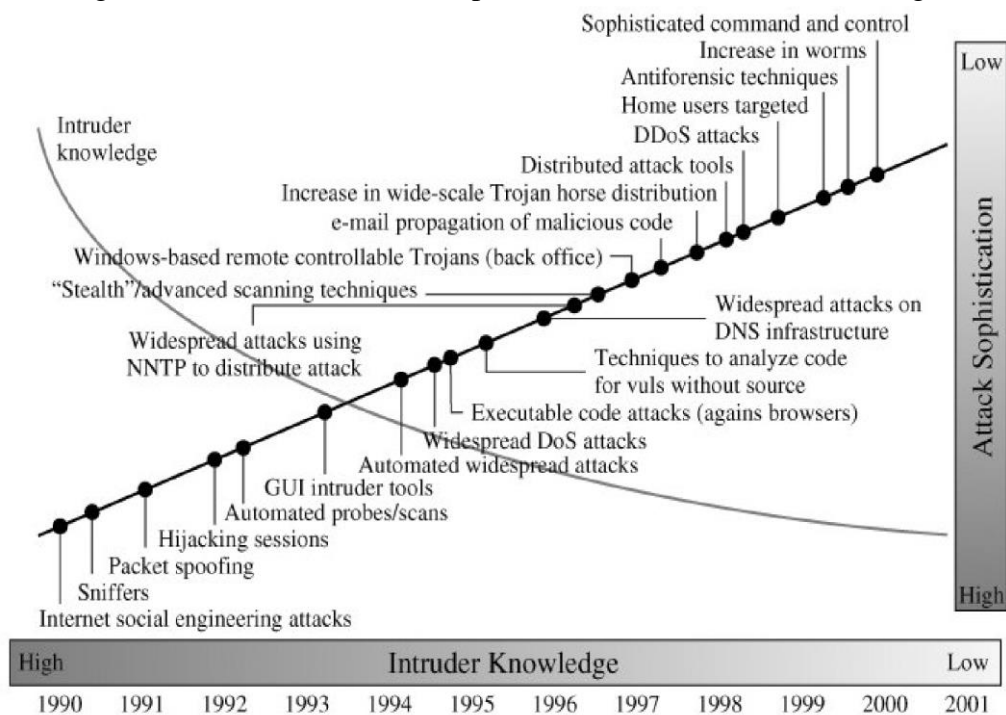 Sophisticated command and control
Increase in worms
Antiforensic techniques
Home users targeted
DDoS attacks
Distributed attack tools
Increase in wide-scale Trojan horse distribution
e-mail propagation of malicious code
Windows-based remote controllable Trojans (back office)
“Stealth”/advanced scanning techniques
Widespread attacks using
NNTP to distribute attack
Widespread attacks on
DNS infrastructure
Techniques to analyze code
for vuls without source
Executable code attacks (agains browsers)
Widespread DoS attacks
Automated widespread attacks
GUI intruder tools
Automated probes/scans
Hijacking sessions
Packet spoofing
Sniffers
Internet social engineering attacks
Intruder
knowledge
Low
Attack Sophistication
High
High Intruder Knowledge Low
1990 1991 1992 1993 1994 1995 1996 1997 1998 1999 2000 2001